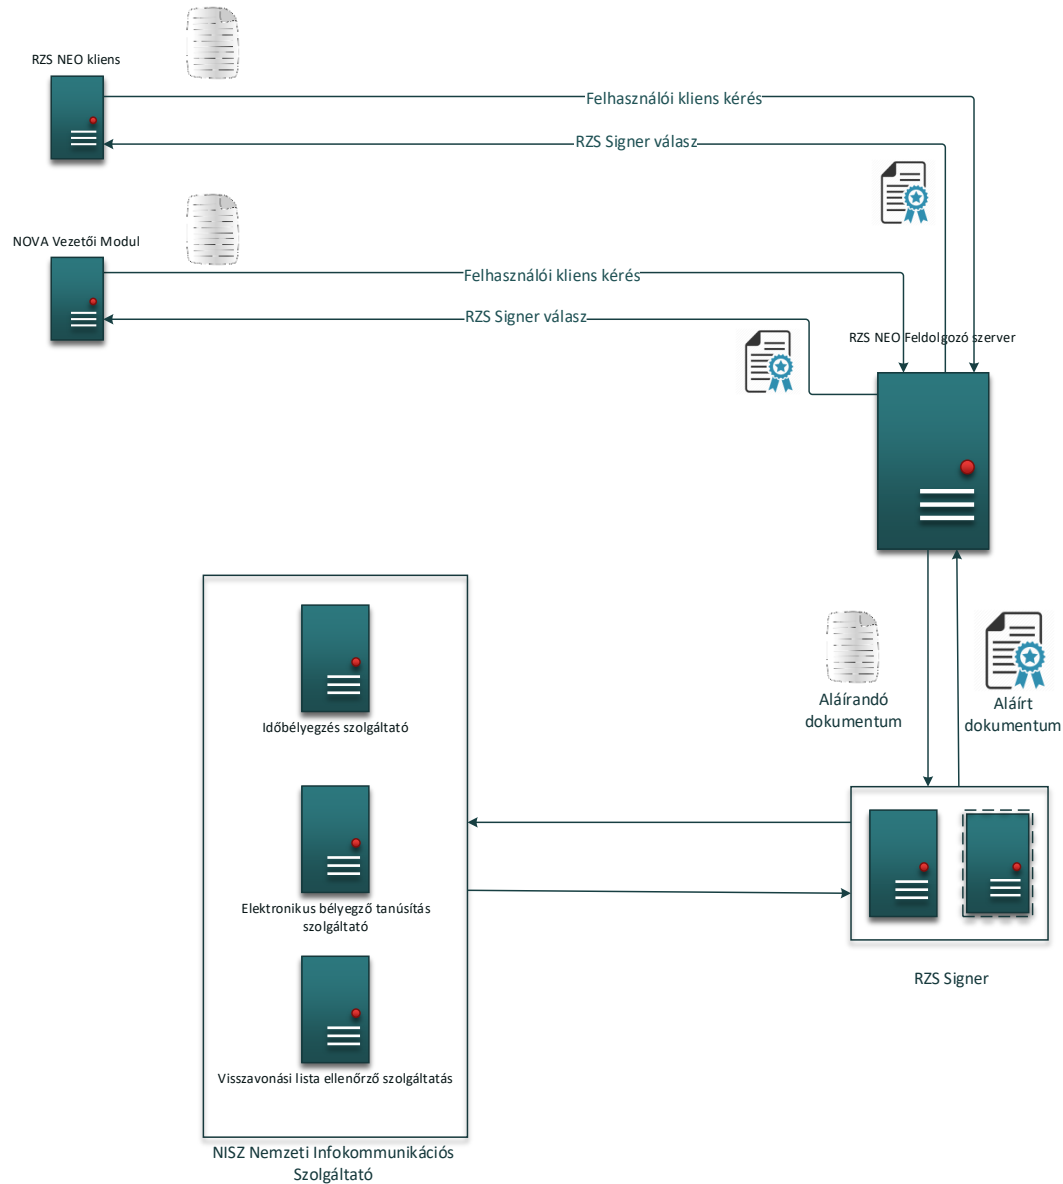 RZS NEO kliens
Felhasználói kliens kérés
RZS Signer válasz
NOVA Vezetői Modul
Felhasználói kliens kérés
RZS Signer válasz
RZS NEO Feldolgozó szerver
Aláírandó
dokumentum
Aláírt
dokumentum
Időbélyegzés szolgáltató
Elektronikus bélyegző tanúsítás
szolgáltató
RZS Signer
Visszavonási lista ellenőrző szolgáltatás
NISZ Nemzeti Infokommunikációs
Szolgáltató